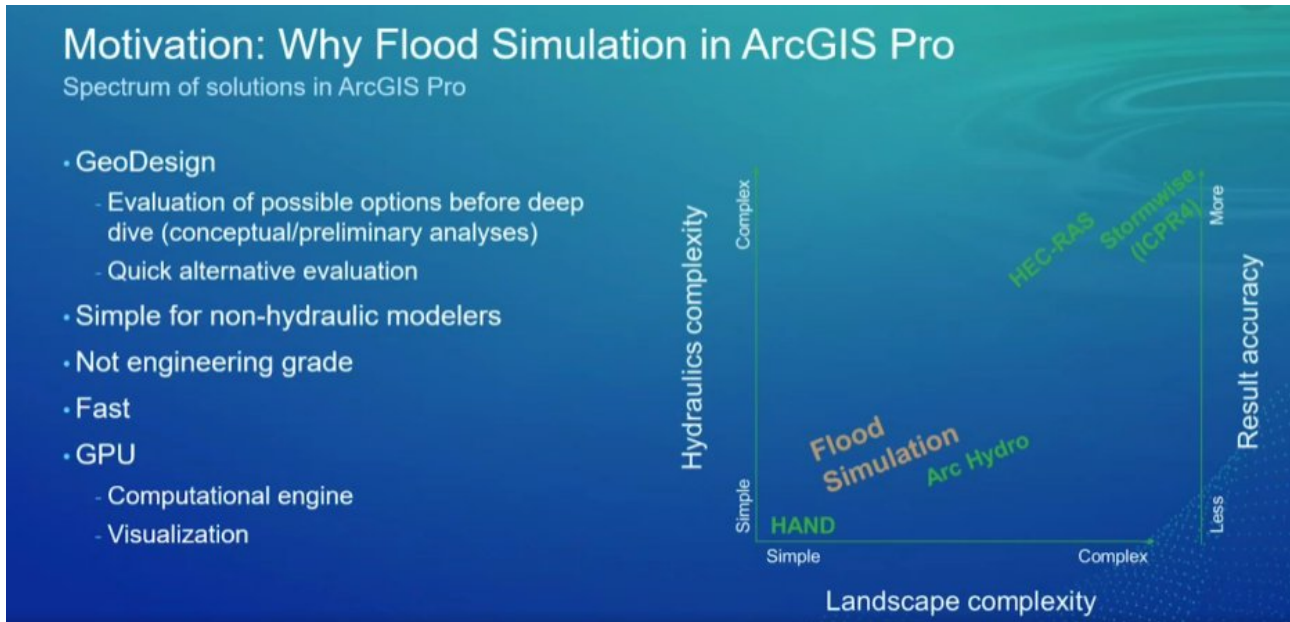 Motivation: Why Flood Simulation in ArcGIS Pro
Spectrum of solutions in ArcGIS Pro
• GeoDesign
- Evaluation of possible options before deep
dive (conceptual/preliminary analyses)
- Quick alternative evaluation
• Simple for non-hydraulic modelers
• Not engineering grade
• Fast
• GPU
- Computational engine
- Visualization
Hydraulics complexity
Complex
Simple
HEC-RAS
Stormwise
(ICPR4)
Flood
Simulation
Arc Hydro
HAND
More
Less
Result accuracy
Simple
Complex
Landscape complexity